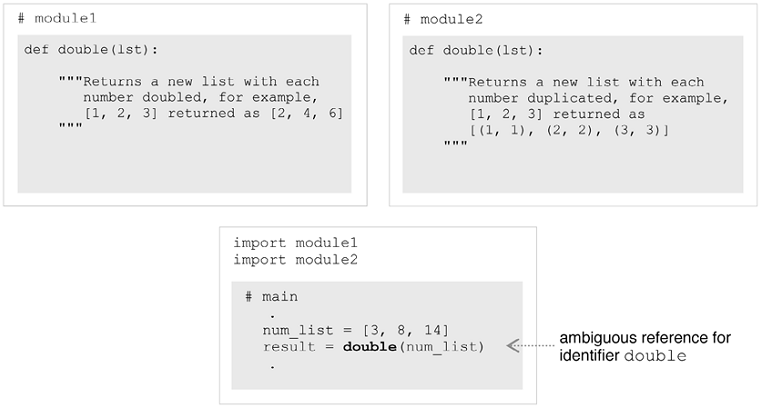 # module1
def double(lst):
"""Returns a new list with each
number doubled, for example,
[1, 2, 3] returned as [2, 4, 6]
"""
# module2
def double(lst):
"""Returns a new list with each
number duplicated, for example,
[1, 2, 3] returned as
[(1, 1), (2, 2), (3, 3)]
"""
import module1
import module2
# main
.
num_list = [3, 8, 14]
result = double(num_list)
.
ambiguous reference for
identifier double